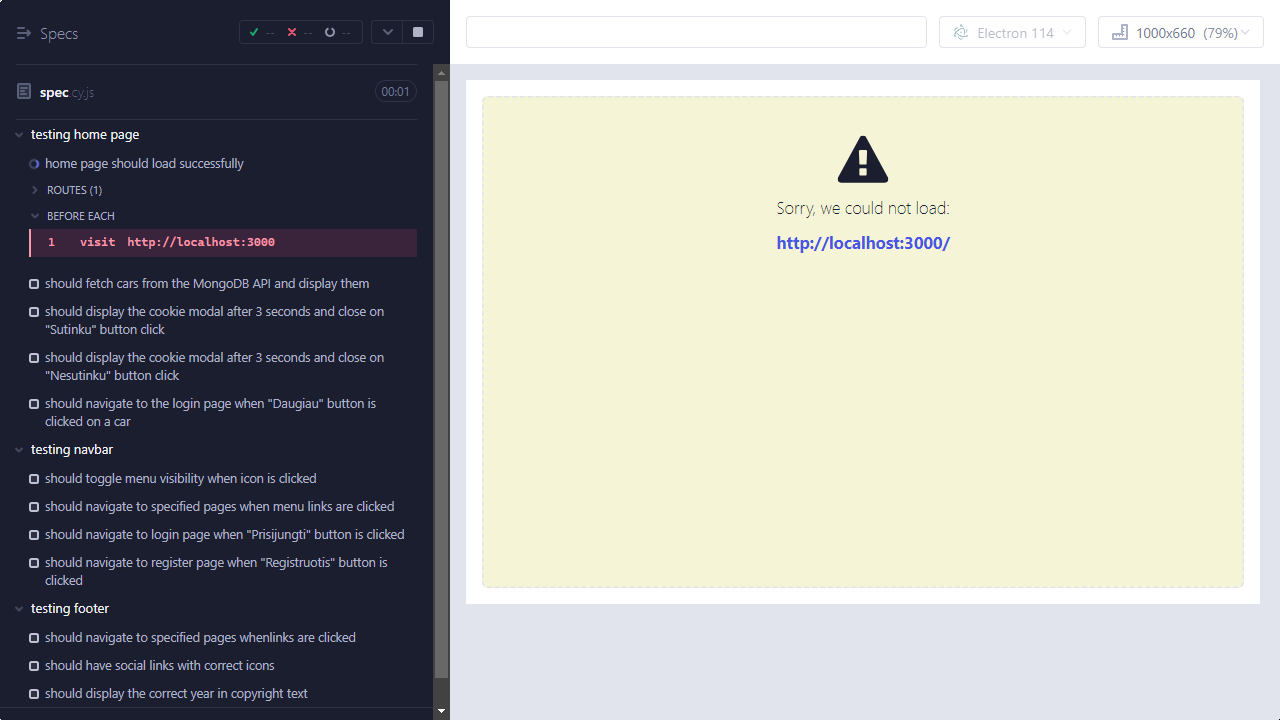 Specs
--
--
--
Electron 114
1000x660 (79%)
spec.cy.js
00:01
testing home page
home page should load successfully
ROUTES (1)
BEFORE EACH
1 visit http://localhost:3000
should fetch cars from the MongoDB API and display them
should display the cookie modal after 3 seconds and close on
"Sutinku" button click
should display the cookie modal after 3 seconds and close on
"Nesutinku" button click
should navigate to the login page when "Daugiau" button is
clicked on a car
testing navbar
should toggle menu visibility when icon is clicked
should navigate to specified pages when menu links are clicked
should navigate to login page when "Prisijungti" button is clicked
should navigate to register page when "Registruotis" button is
clicked
testing footer
should navigate to specified pages whenlinks are clicked
should have social links with correct icons
should display the correct year in copyright text
Sorry, we could not load:
http://localhost:3000/